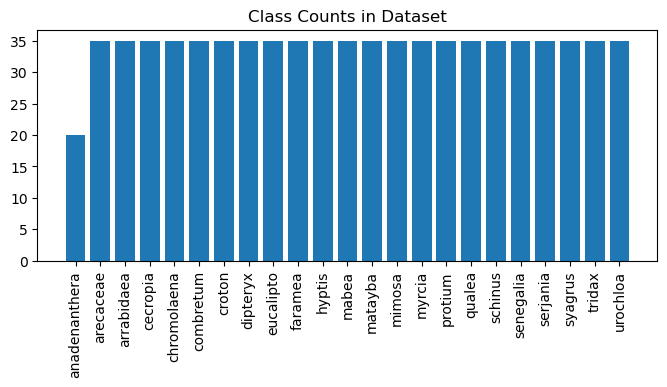 Class Counts in Dataset
35
30
25
20
15
10
5
0
anadenanthera
arecaceae
arrabidaea
cecropia
chromolaena
combretum
croton
dipteryx
eucalipto
faramea
hyptis
mabea
matayba
mimosa
myrcia
protium
qualea
schinus
senegalia
serjania
syagrus
tridax
urochloa